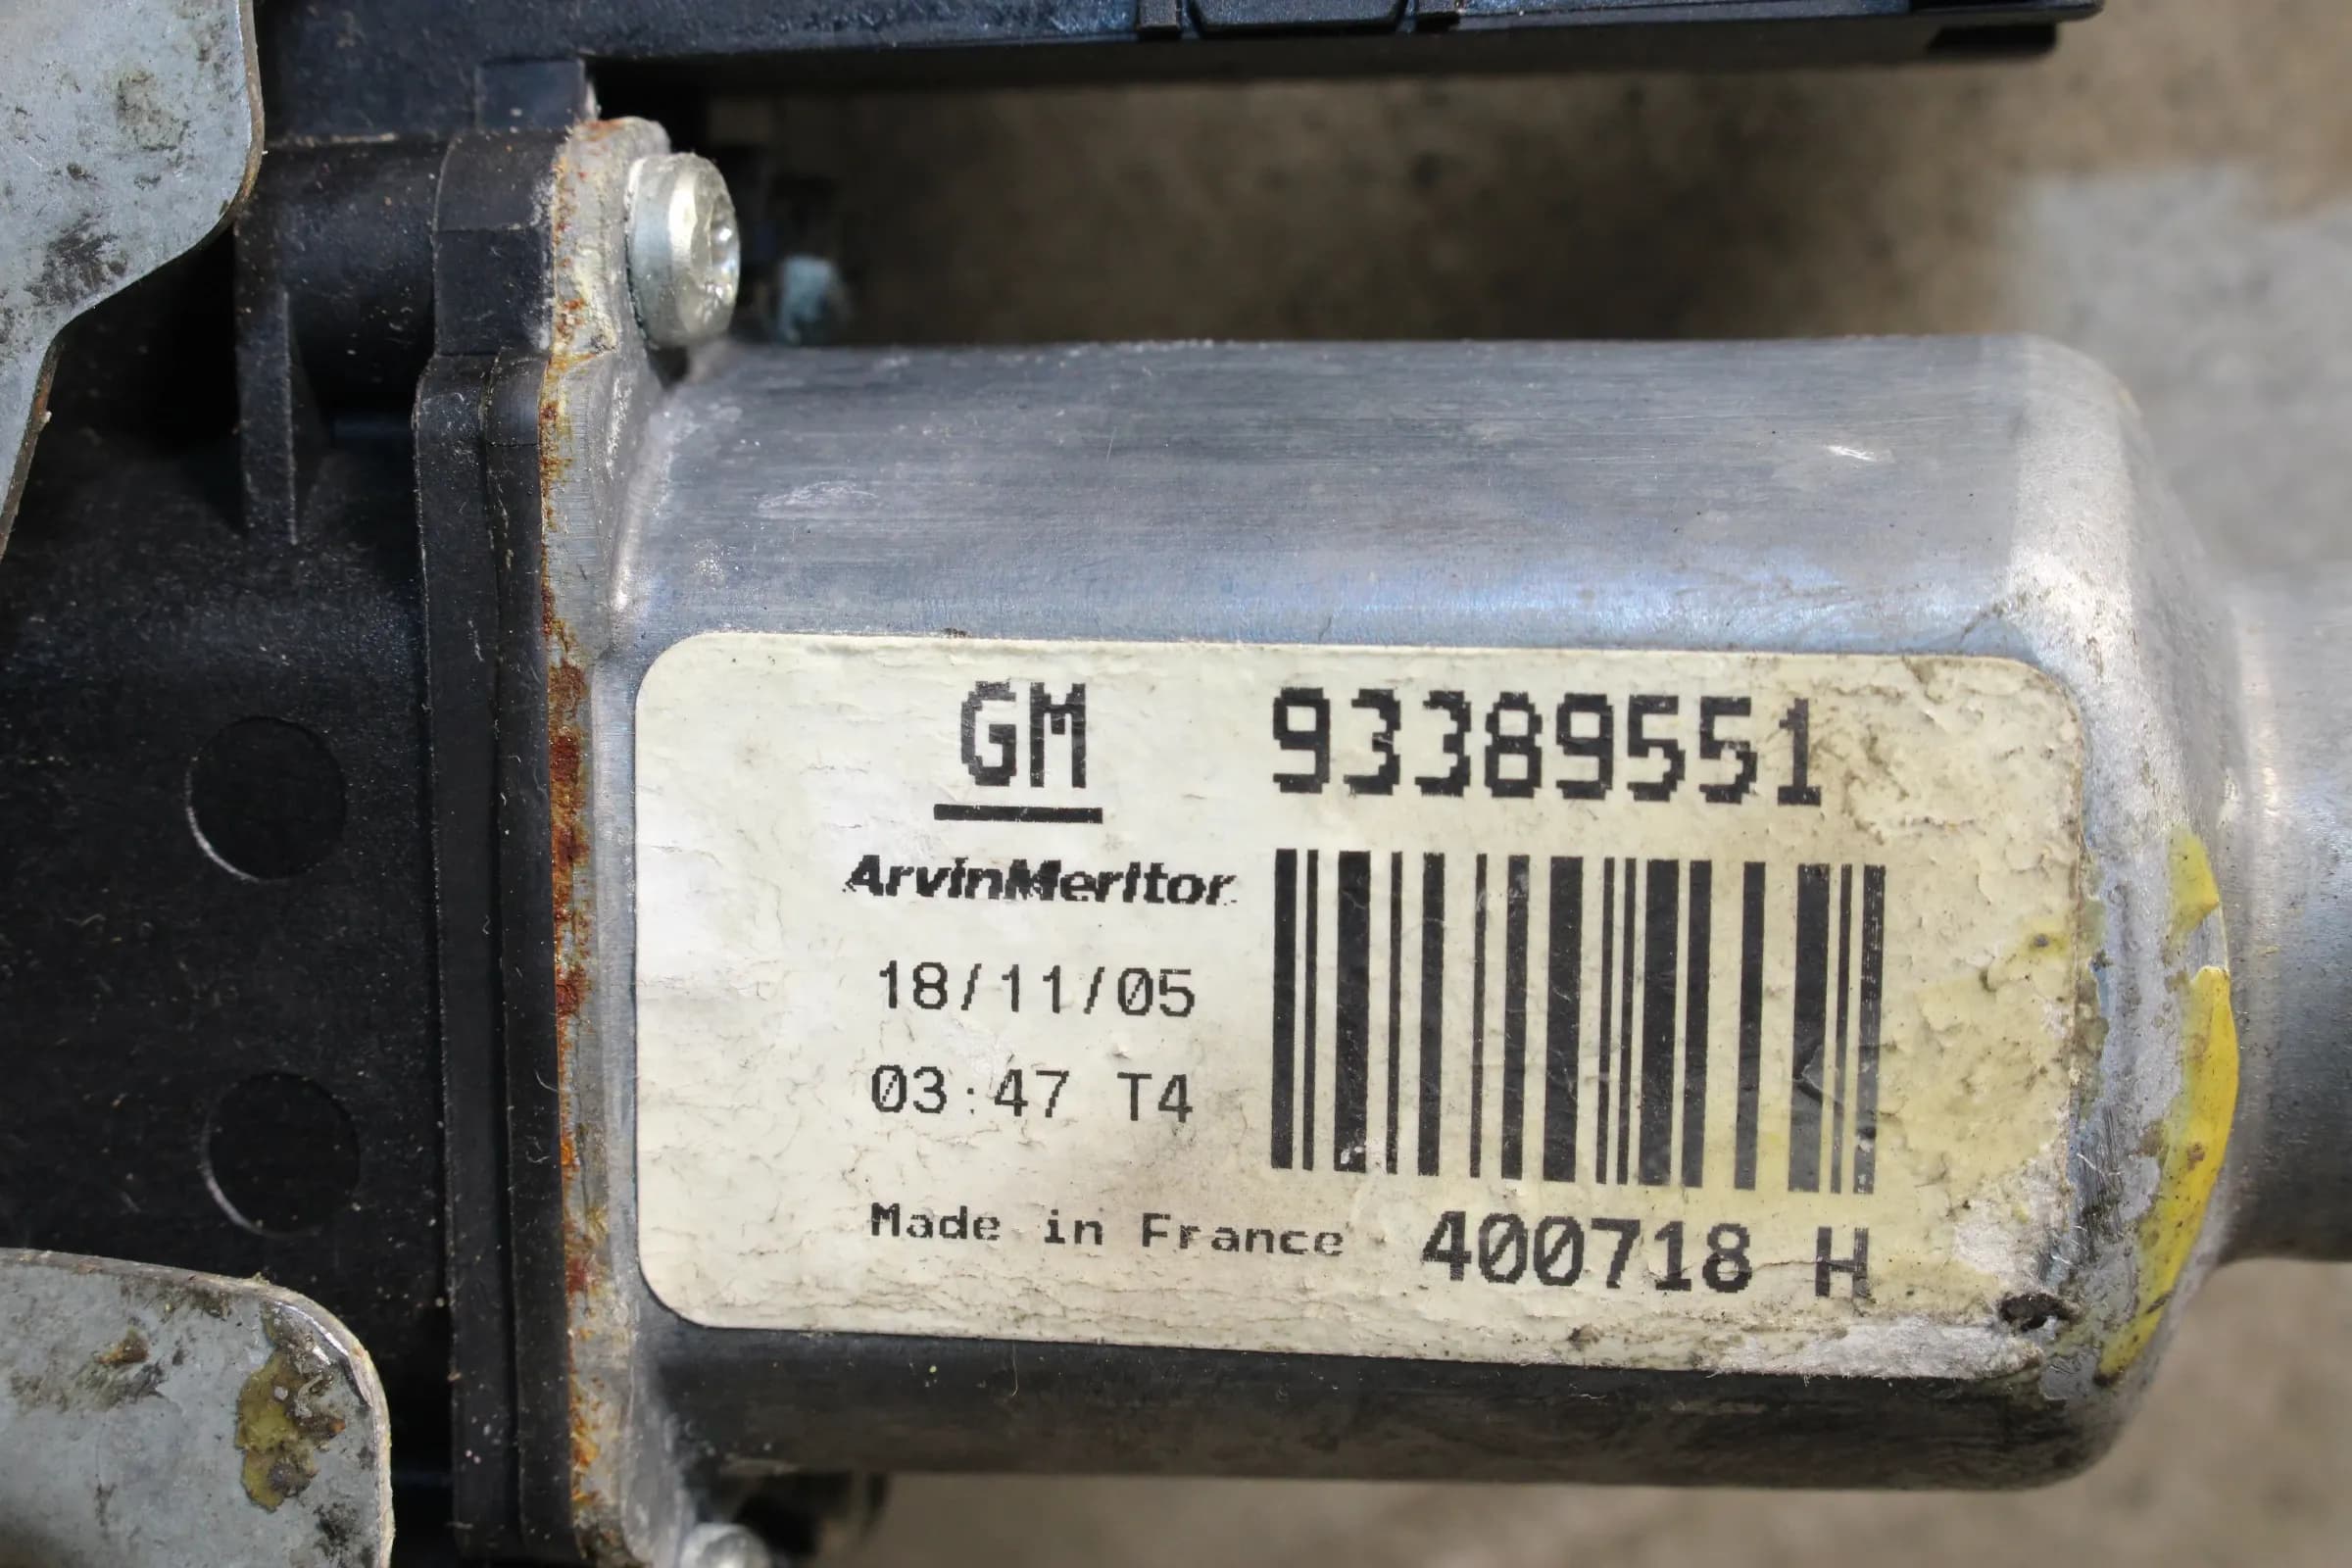 GM 93389551
ArvinMeritor
18/11/05
03:47 T4
Made in France 400718 H